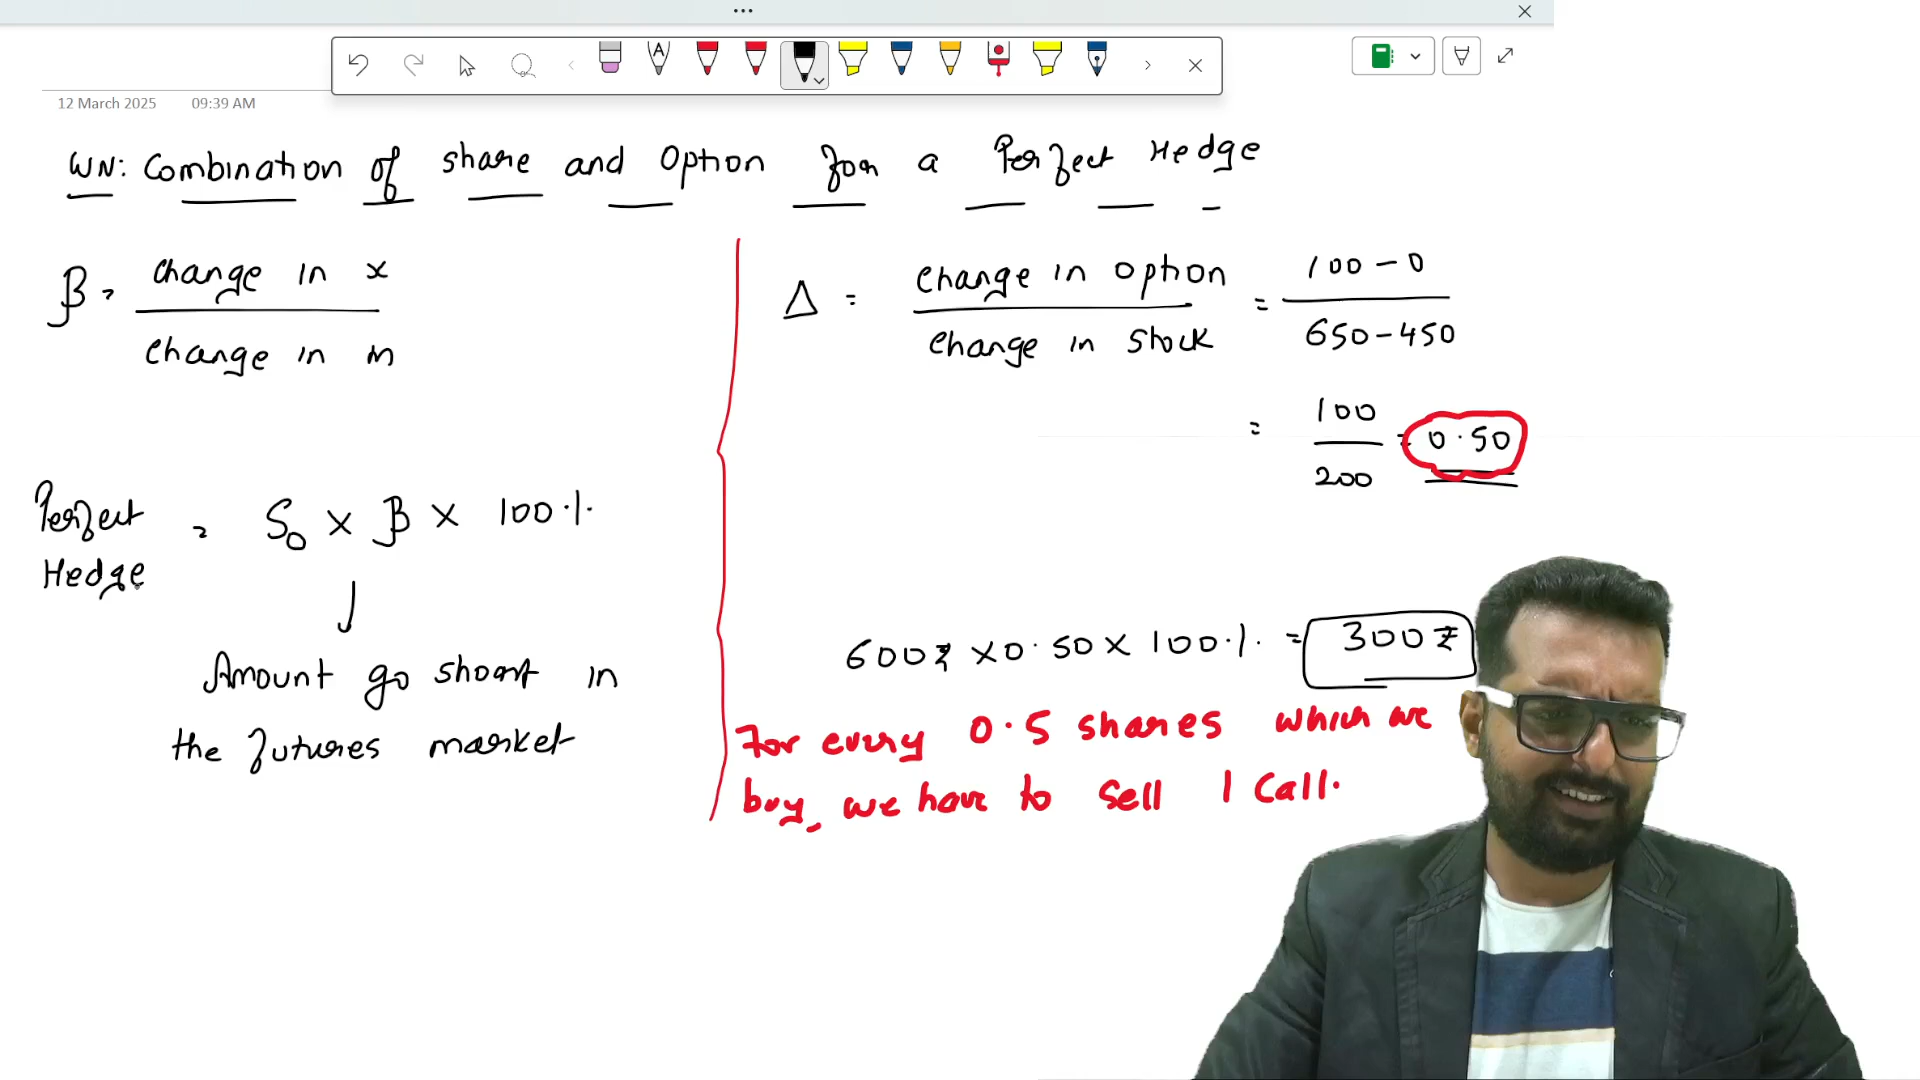 12 March 2025 09:39 AM
WN: Combination of share and option for a Perfect Hedge
β = change in x / change in m
Perfect Hedge = S0 × β × 100%
Amount go short in
the futures market
Δ = change in option / change in stock = 100 - 0 / 650 - 450
= 100 / 200 = 0.50
600₹ × 0.50 × 100% = 300₹
For every 0.5 shares which we
buy, we have to sell 1 call.